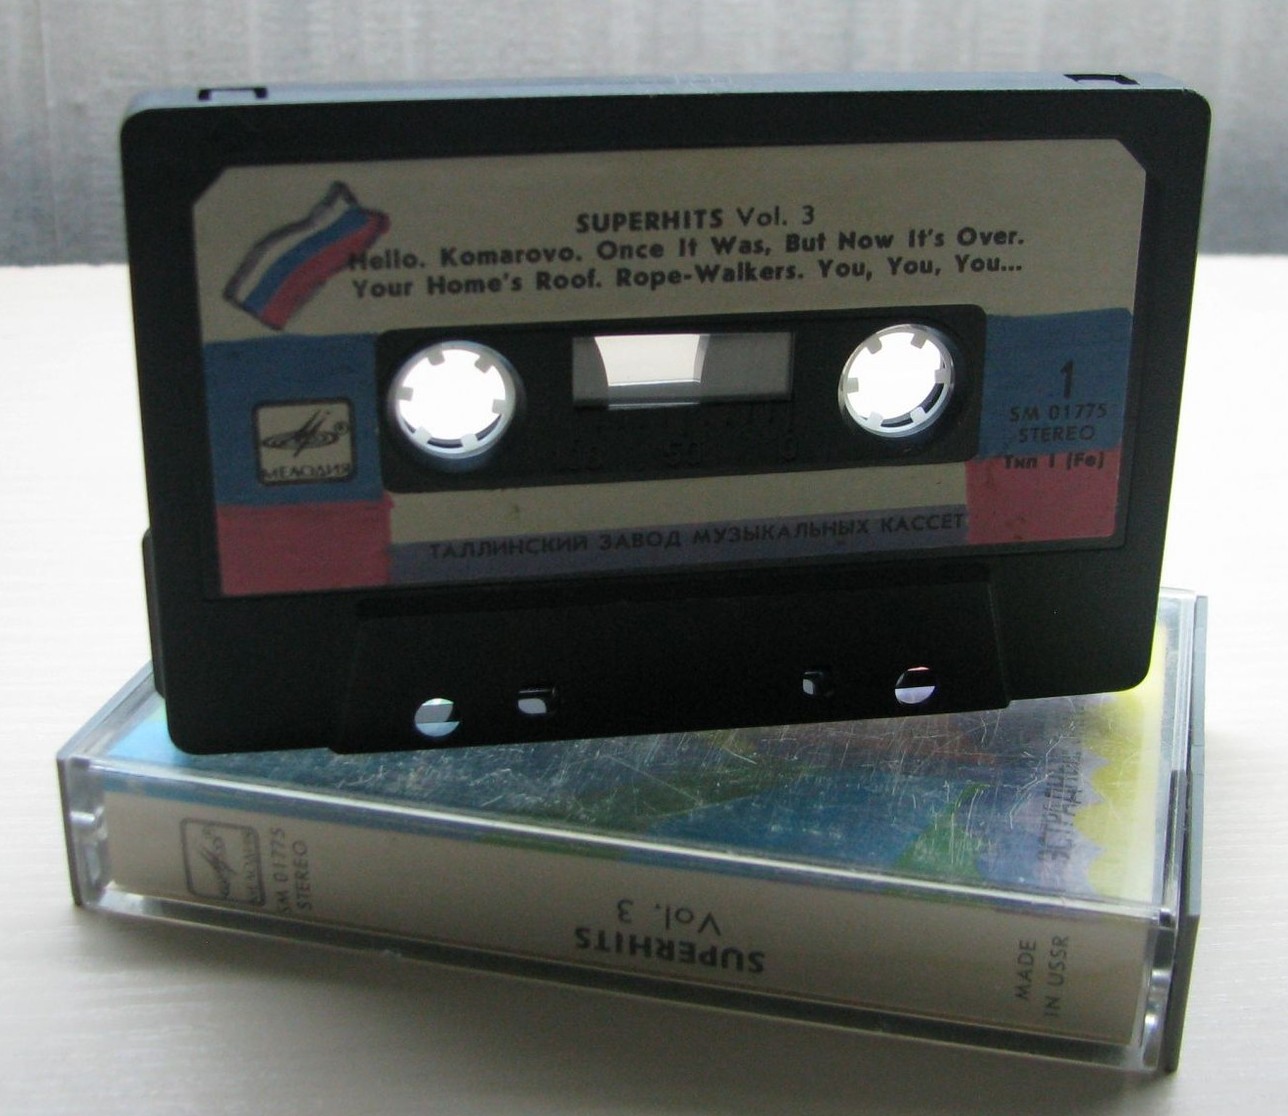 SUPERHITS Vol. 3
Hello. Komarovo. Once It Was, But Now It's Over.
Your Home's Roof. Rope-Walkers. You, You, You...
1
SM 01775
STEREO
Тип I (Fe)
МЕЛОДИЯ
ТАЛЛИНСКИЙ ЗАВОД МУЗЫКАЛЬНЫХ КАССЕТ
50
МЕЛОДИЯ
SM 01775
STEREO
SUPERHITS
Vol. 3
MADE
IN USSR